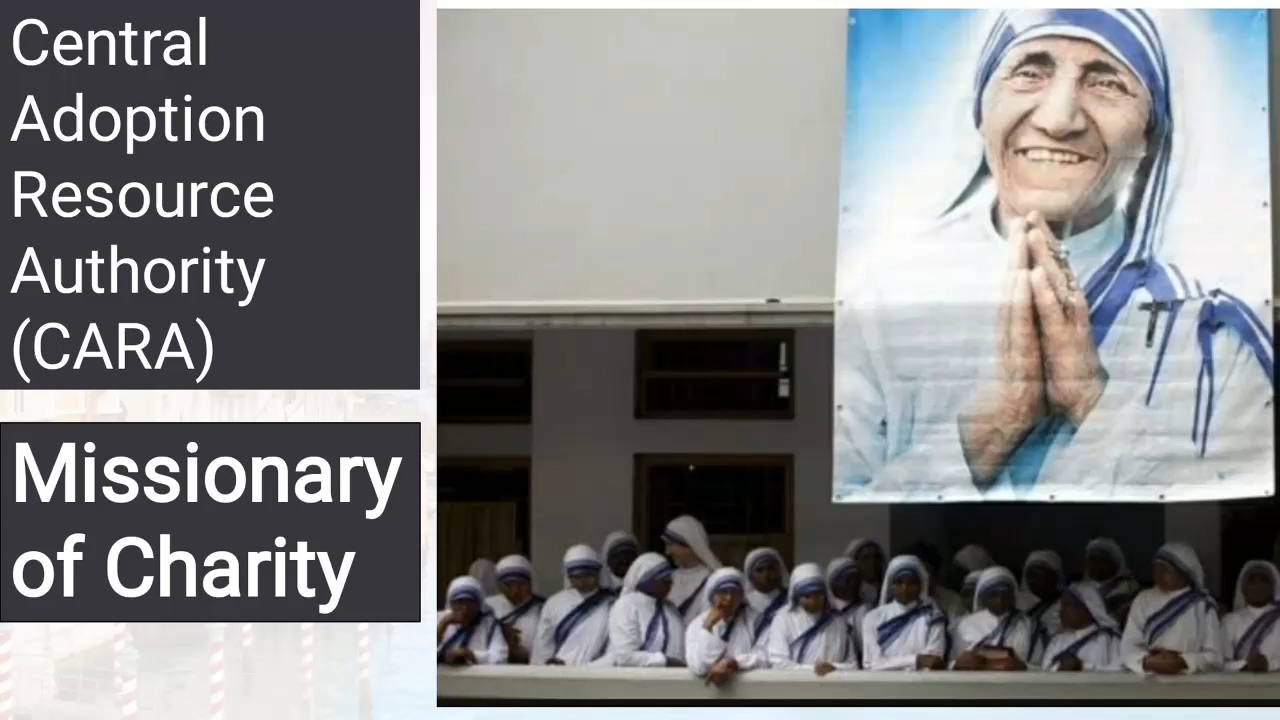 Central
Adoption
Resource
Authority
(CARA)
Missionary
of Charity